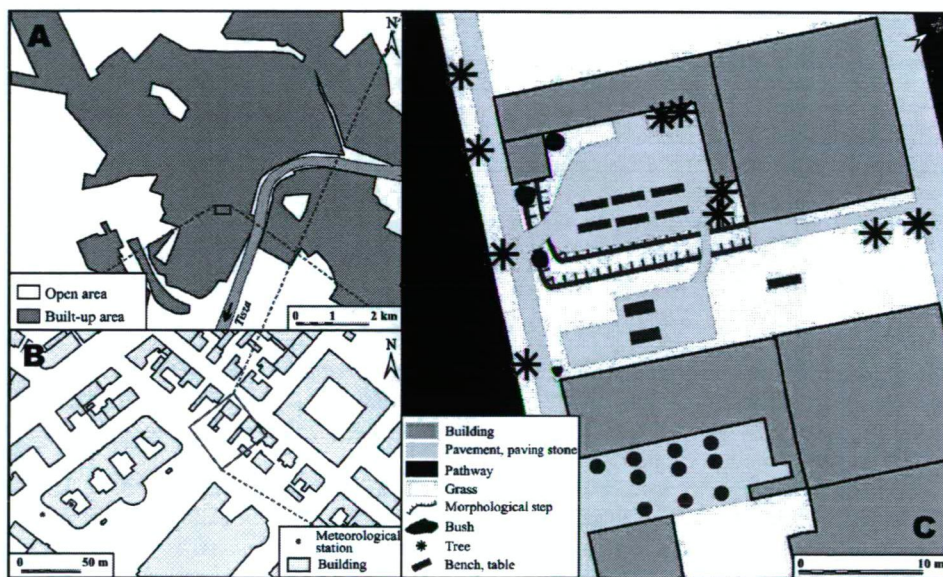 A
N
Tisza
Open area
Built-up area
0 1 2 km
B
N
Meteorological
station
Building
0 50 m
Building
Pavement, paving stone
Pathway
Grass
Morphological step
Bush
Tree
Bench, table
C
0 10 m